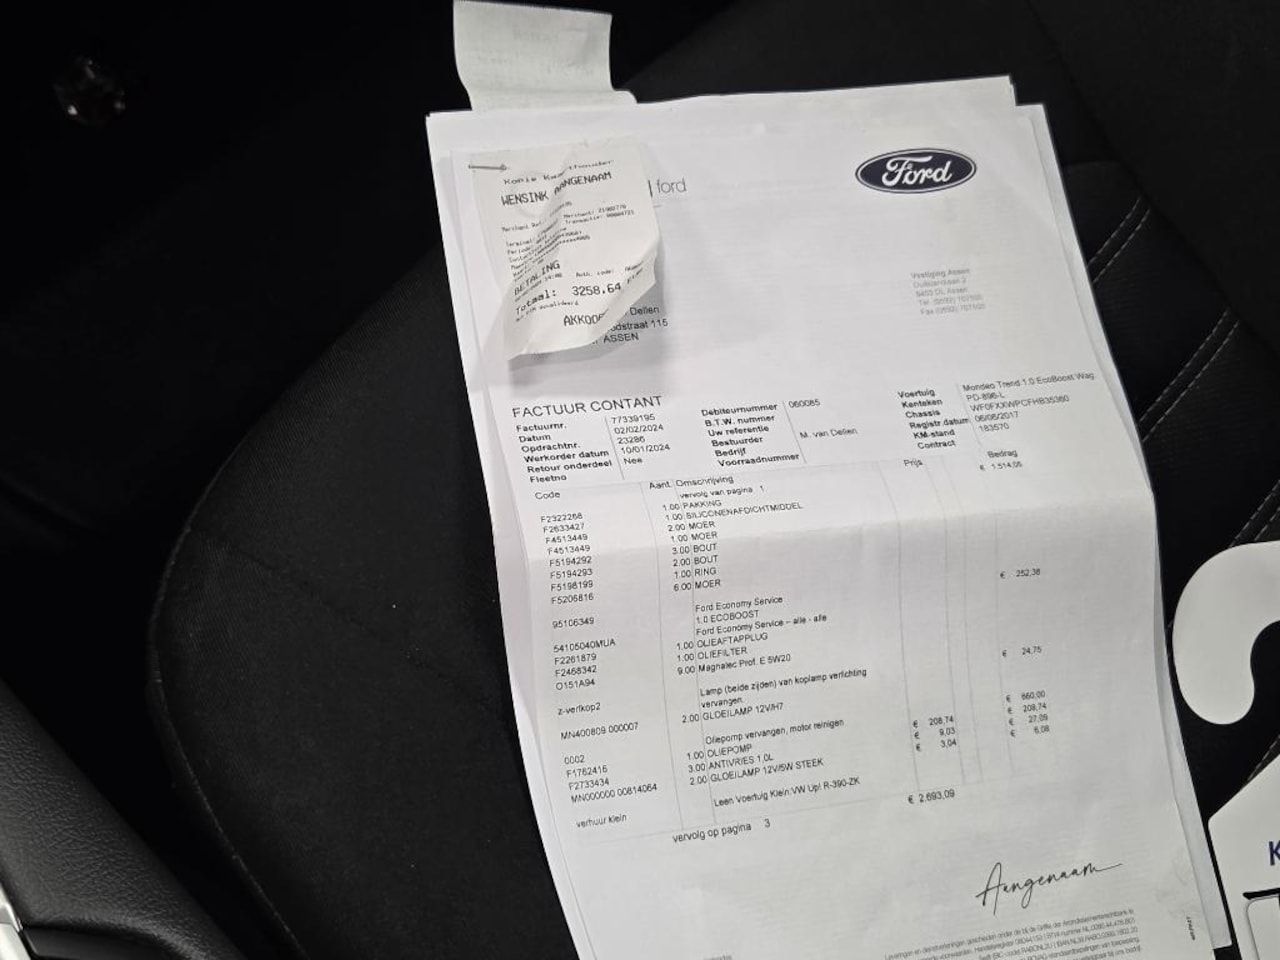 WENSINK AANGENAAM
BETALING
Totaal: 3258,64
AKKOO
ford
Ford
Vestiging Assen
Dellen
dstraat 115
ASSEN
FACTUUR CONTANT
Factuurnr. 77339195
Datum 02/02/2024
Opdrachtnr. 23286
Werkorder datum 10/01/2024
Retour onderdeel Nee
Fleetno
Debiteurnummer 060085
B.T.W. nummer
Uw referentie
Bestuurder M. van Dellen
Bedrijf
Voorraadnummer
Voertuig Mondeo Trend 1.0 EcoBoost Wag.
Kenteken PD-896-L
Chassis WF0FXXWPCFHB35360
Registr.datum 06/06/2017
KM-stand 183570
Contract
Code Aant. Omschrijving Prijs Bedrag
vervolg van pagina 1 € 1.514,05
F2322268 1.00 PAKKING
F2633427 1.00 SILICONENAFDICHTMIDDEL
F4513449 2.00 MOER
F4513449 1.00 MOER
F5194292 3.00 BOUT
F5194293 2.00 BOUT
F5198199 1.00 RING
F5206816 6.00 MOER
95106349 Ford Economy Service € 252,38
1.0 ECOBOOST
Ford Economy Service – alle - alle
54105040MUA
F2261879 1.00 OLIEAFTAPPLUG
F2468342 1.00 OLIEFILTER
O151A94 9.00 Magnatec Prof. E 5W20
z-verlkop2 Lamp (beide zijden) van koplamp verlichting € 24,75
vervangen.
MN400809 000007 2.00 GLOEILAMP 12V/H7
0002 Oliepomp vervangen, motor reinigen € 660,00
F1762415 1.00 OLIEPOMP € 208,74 € 208,74
F2733434 3.00 ANTIVRIES 1,0L € 9,03 € 27,09
MN000000 00814064 2.00 GLOEILAMP 12V/5W STEEK € 3,04 € 6,08
verhuur klein Leen Voertuig Klein:VW Up! R-390-ZK
vervolg op pagina 3 € 2.693,09
Aangenaam
K